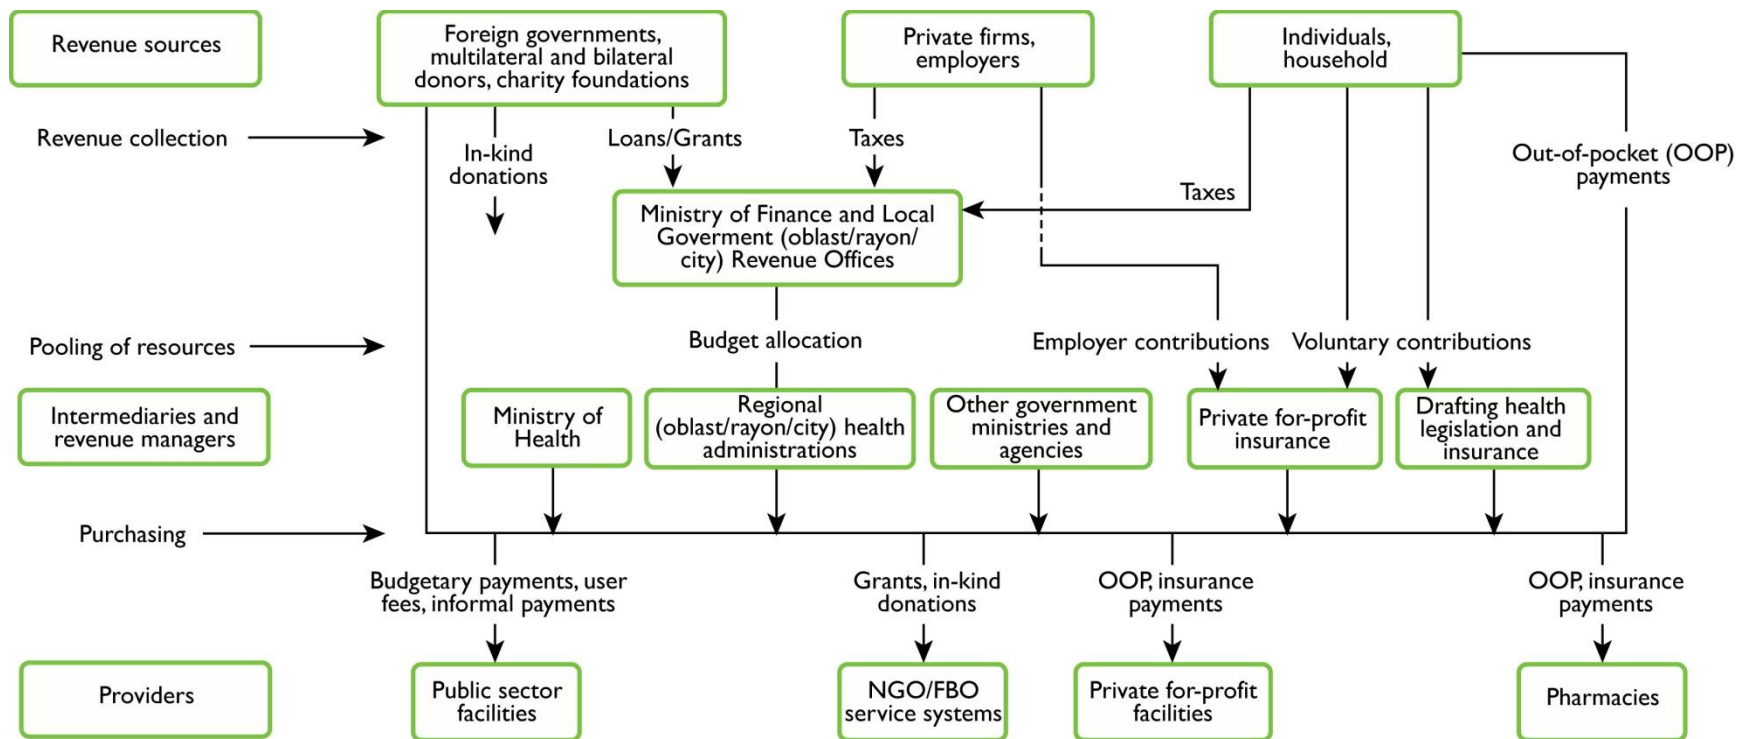 Revenue sources
Foreign governments,
multilateral and bilateral
donors, charity foundations
Private firms,
employers
Individuals,
household
Revenue collection
In-kind
donations
Loans/Grants
Taxes
Taxes
Out-of-pocket (OOP)
payments
Ministry of Finance and Local
Goverment (oblast/rayon/
city) Revenue Offices
Pooling of resources
Budget allocation
Employer contributions
Voluntary contributions
Intermediaries and
revenue managers
Ministry of
Health
Regional
(oblast/rayon/city) health
administrations
Other government
ministries and
agencies
Private for-profit
insurance
Drafting health
legislation and
insurance
Purchasing
Budgetary payments, user
fees, informal payments
Grants, in-kind
donations
OOP, insurance
payments
OOP, insurance
payments
Providers
Public sector
facilities
NGO/FBO
service systems
Private for-profit
facilities
Pharmacies